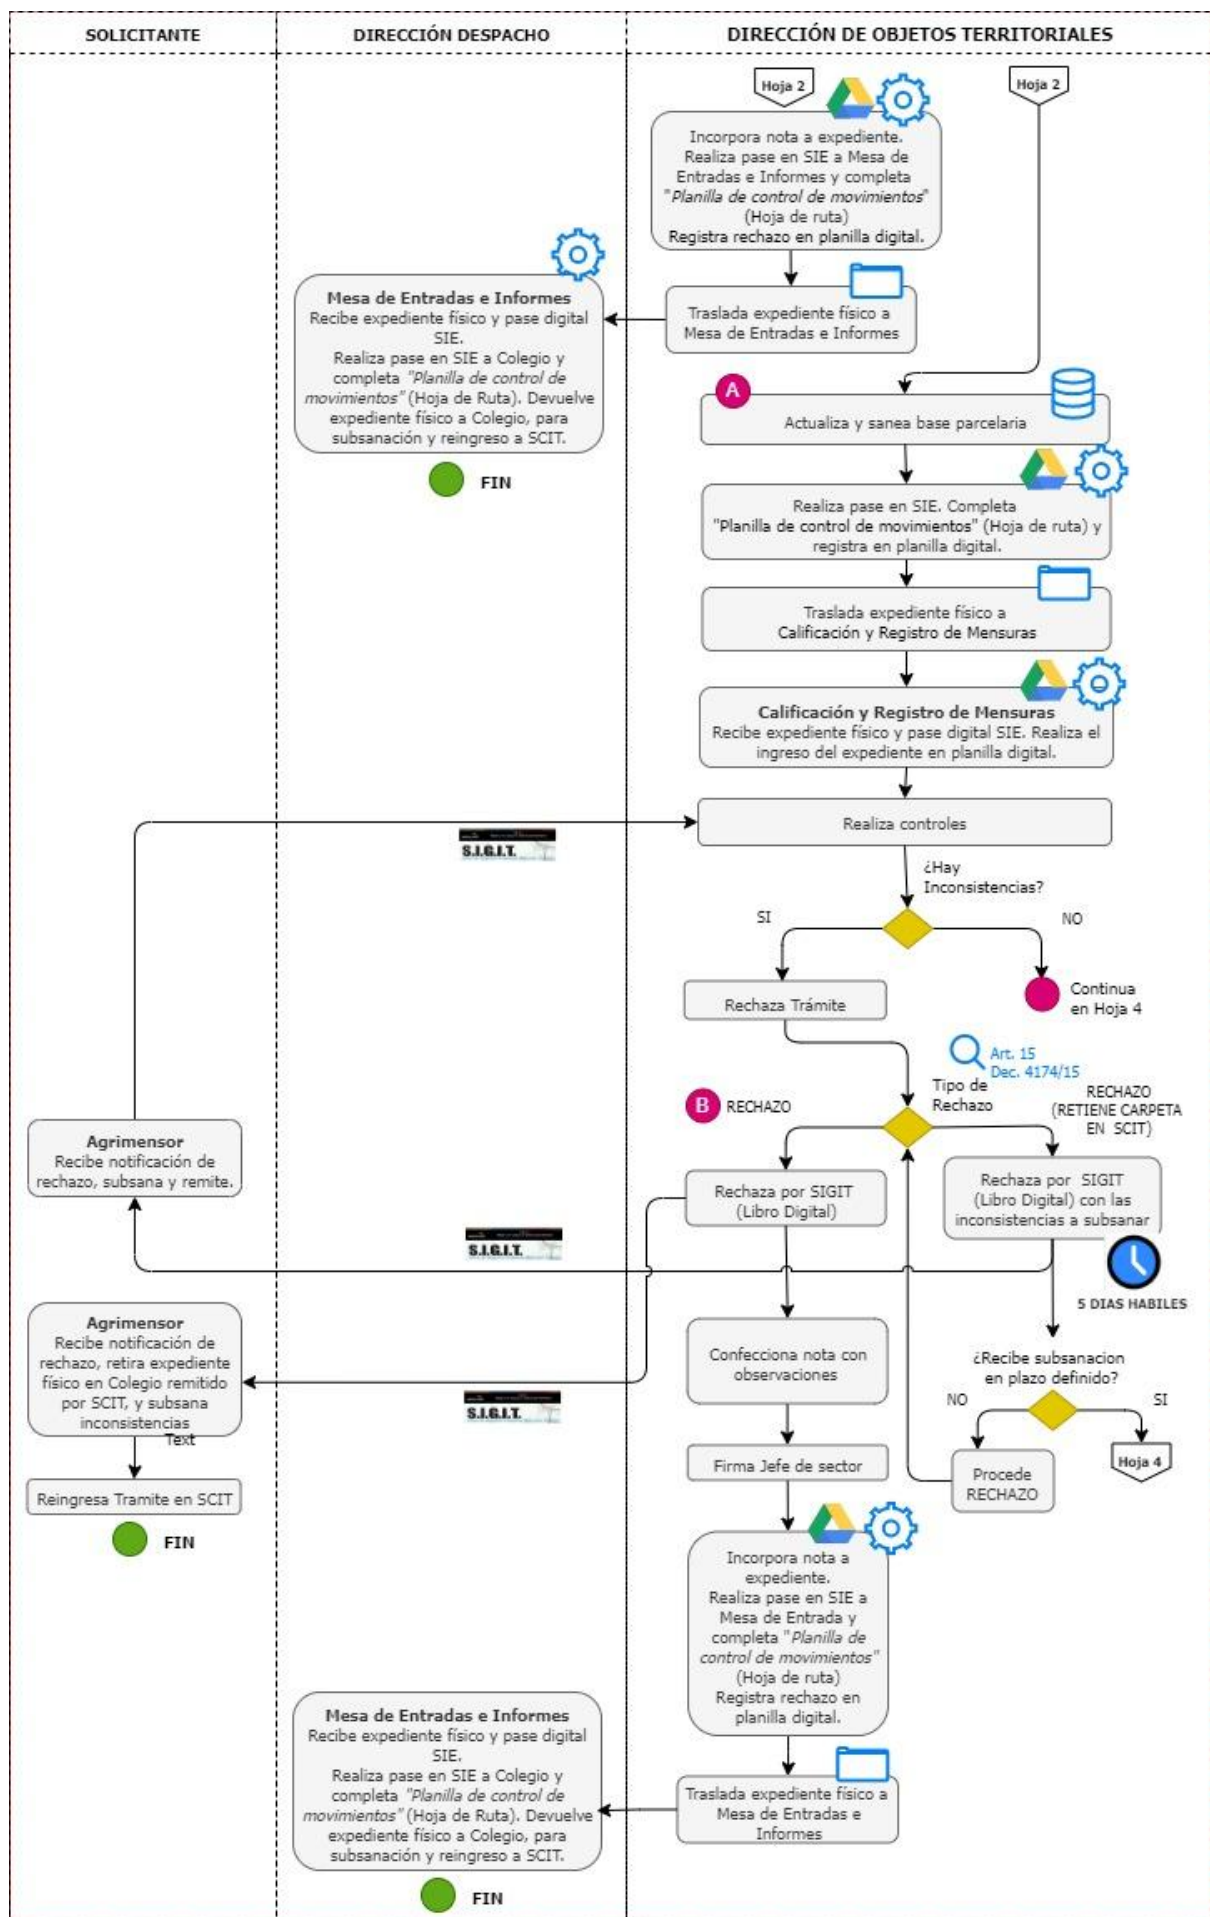 SOLICITANTE
DIRECCIÓN DESPACHO
DIRECCIÓN DE OBJETOS TERRITORIALES
Hoja 2
Hoja 2
Incorpora nota a expediente.
Realiza pase en SIE a Mesa de
Entradas e Informes y completa
"Planilla de control de movimientos"
(Hoja de ruta)
Registra rechazo en planilla digital.
Mesa de Entradas e Informes
Recibe expediente físico y pase digital
SIE.
Realiza pase en SIE a Colegio y
completa "Planilla de control de
movimientos" (Hoja de Ruta). Devuelve
expediente físico a Colegio, para
subsanación y reingreso a SCIT.
FIN
Traslada expediente físico a
Mesa de Entradas e Informes
A
Actualiza y sanea base parcelaria
Realiza pase en SIE. Completa
"Planilla de control de movimientos" (Hoja de ruta) y
registra en planilla digital.
Traslada expediente físico a
Calificación y Registro de Mensuras
Calificación y Registro de Mensuras
Recibe expediente físico y pase digital SIE. Realiza el
ingreso del expediente en planilla digital.
Realiza controles
S.I.G.I.T.
¿Hay
Inconsistencias?
SI
NO
Rechaza Trámite
Continua
en Hoja 4
Art. 15
Dec. 4174/15
Tipo de
Rechazo
B
RECHAZO
RECHAZO
(RETIENE CARPETA
EN SCIT)
Agrimensor
Recibe notificación de
rechazo, subsana y remite.
Rechaza por SIGIT
(Libro Digital)
Rechaza por SIGIT
(Libro Digital) con las
inconsistencias a subsanar
S.I.G.I.T.
5 DIAS HABILES
Agrimensor
Recibe notificación de
rechazo, retira expediente
físico en Colegio remitido
por SCIT, y subsana
inconsistencias
Text
Confecciona nota con
observaciones
¿Recibe subsanacion
en plazo definido?
NO
SI
S.I.G.I.T.
Hoja 4
Firma Jefe de sector
Procede
RECHAZO
Reingresa Tramite en SCIT
FIN
Incorpora nota a
expediente.
Realiza pase en SIE a
Mesa de Entrada y
completa "Planilla de
control de movimientos"
(Hoja de ruta)
Registra rechazo en
planilla digital.
Mesa de Entradas e Informes
Recibe expediente físico y pase digital
SIE.
Realiza pase en SIE a Colegio y
completa "Planilla de control de
movimientos" (Hoja de Ruta). Devuelve
expediente físico a Colegio, para
subsanación y reingreso a SCIT.
Traslada expediente físico a
Mesa de Entradas e
Informes
FIN